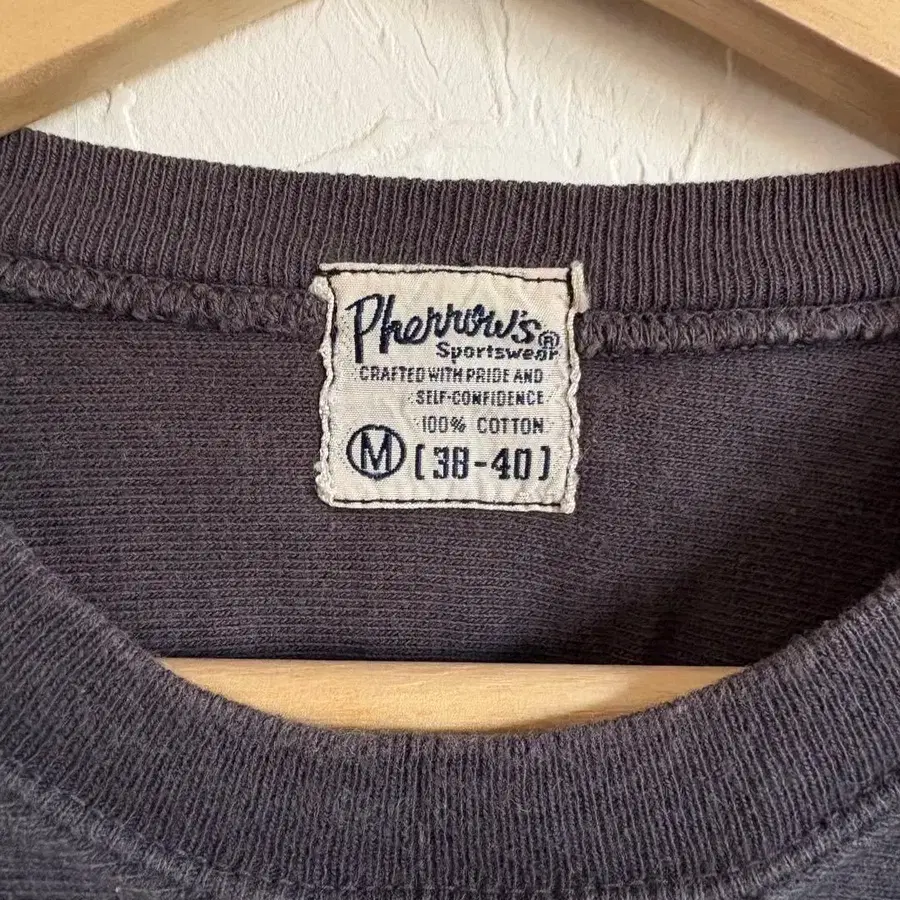 Pherrow's®
Sportswear
CRAFTED WITH PRIDE AND
SELF-CONFIDENCE
100% COTTON
M [38-40]